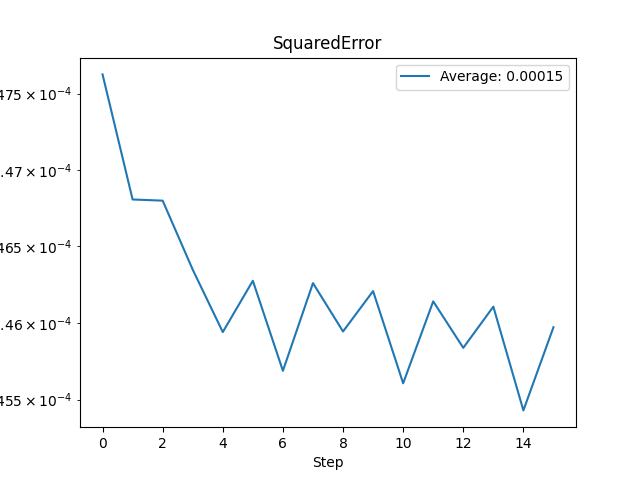 SquaredError
Average: 0.00015
475 × 10⁻⁴
.47 × 10⁻⁴
465 × 10⁻⁴
.46 × 10⁻⁴
455 × 10⁻⁴
0 2 4 6 8 10 12 14
Step